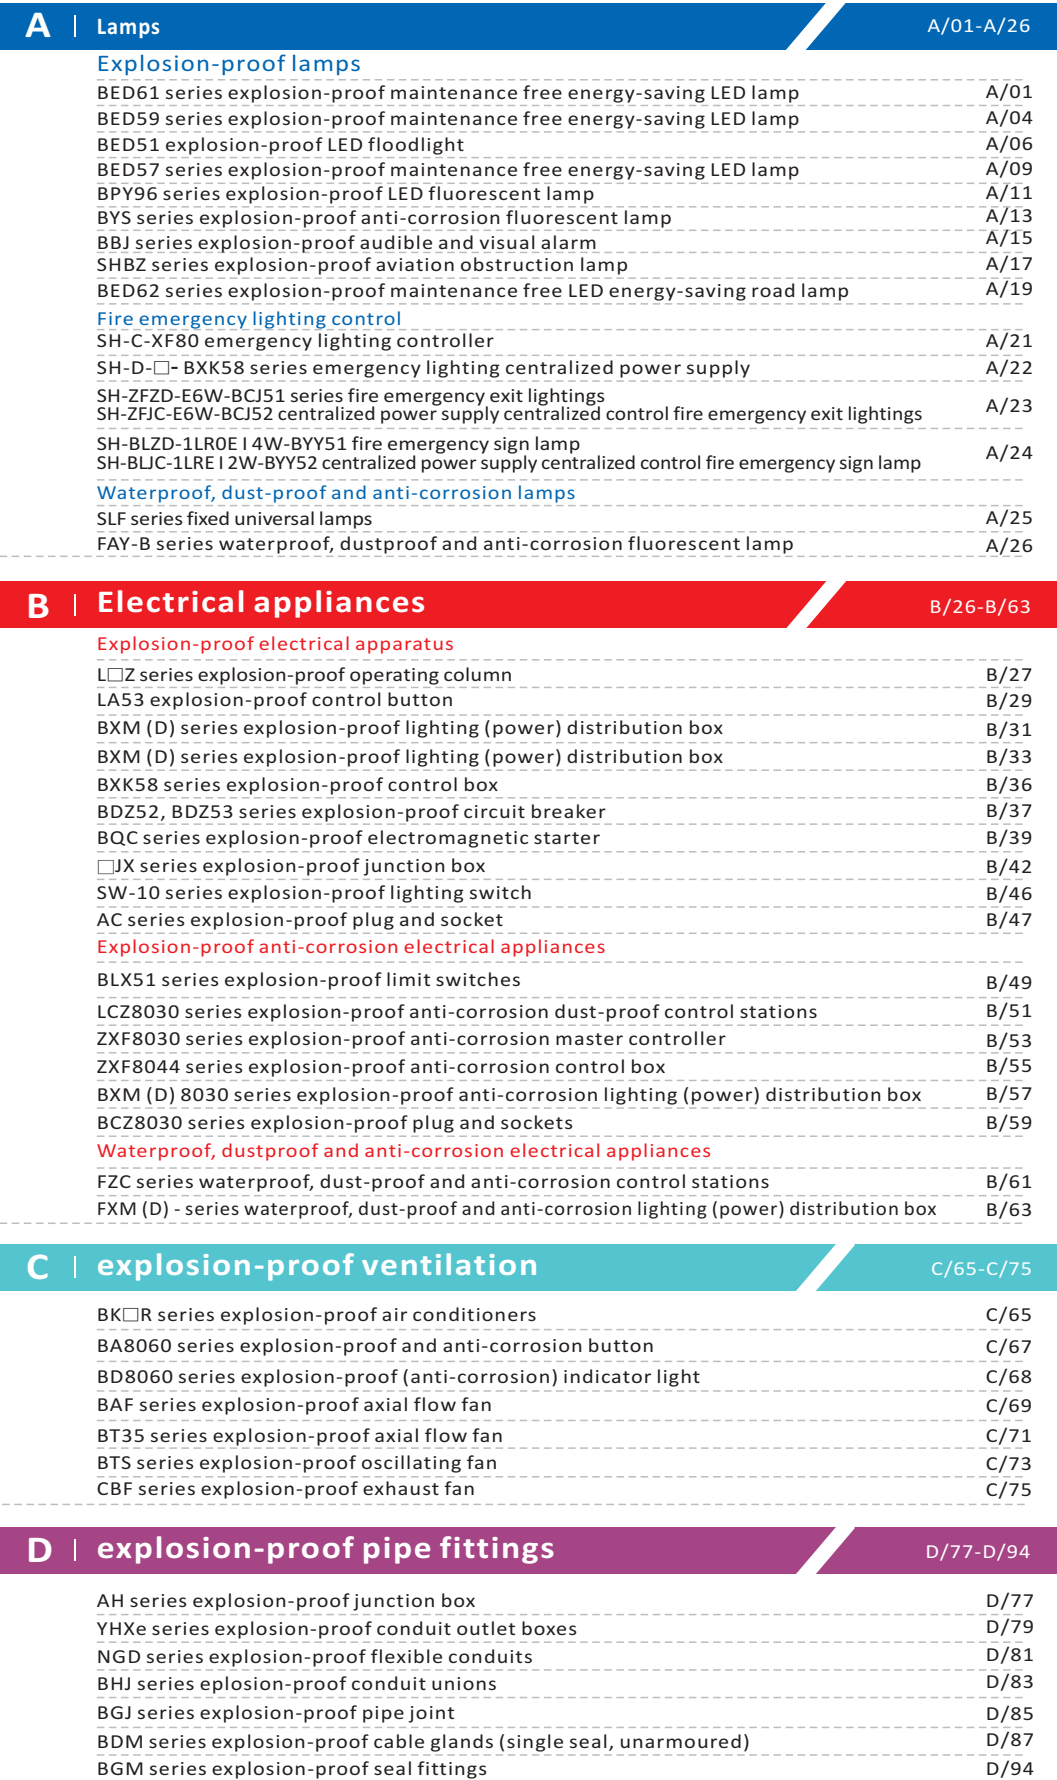 A | Lamps A/01-A/26
Explosion-proof lamps
BED61 series explosion-proof maintenance free energy-saving LED lamp A/01
BED59 series explosion-proof maintenance free energy-saving LED lamp A/04
BED51 explosion-proof LED floodlight A/06
BED57 series explosion-proof maintenance free energy-saving LED lamp A/09
BPY96 series explosion-proof LED fluorescent lamp A/11
BYS series explosion-proof anti-corrosion fluorescent lamp A/13
BBJ series explosion-proof audible and visual alarm A/15
SHBZ series explosion-proof aviation obstruction lamp A/17
BED62 series explosion-proof maintenance free LED energy-saving road lamp A/19
Fire emergency lighting control
SH-C-XF80 emergency lighting controller A/21
SH-D-□- BXK58 series emergency lighting centralized power supply A/22
SH-ZFZD-E6W-BCJ51 series fire emergency exit lightings
SH-ZFJC-E6W-BCJ52 centralized power supply centralized control fire emergency exit lightings A/23
SH-BLZD-1LR0E I 4W-BYY51 fire emergency sign lamp
SH-BLJC-1LRE I 2W-BYY52 centralized power supply centralized control fire emergency sign lamp A/24
Waterproof, dust-proof and anti-corrosion lamps
SLF series fixed universal lamps A/25
FAY-B series waterproof, dustproof and anti-corrosion fluorescent lamp A/26
B | Electrical appliances B/26-B/63
Explosion-proof electrical apparatus
L□Z series explosion-proof operating column B/27
LA53 explosion-proof control button B/29
BXM (D) series explosion-proof lighting (power) distribution box B/31
BXM (D) series explosion-proof lighting (power) distribution box B/33
BXK58 series explosion-proof control box B/36
BDZ52, BDZ53 series explosion-proof circuit breaker B/37
BQC series explosion-proof electromagnetic starter B/39
□JX series explosion-proof junction box B/42
SW-10 series explosion-proof lighting switch B/46
AC series explosion-proof plug and socket B/47
Explosion-proof anti-corrosion electrical appliances
BLX51 series explosion-proof limit switches B/49
LCZ8030 series explosion-proof anti-corrosion dust-proof control stations B/51
ZXF8030 series explosion-proof anti-corrosion master controller B/53
ZXF8044 series explosion-proof anti-corrosion control box B/55
BXM (D) 8030 series explosion-proof anti-corrosion lighting (power) distribution box B/57
BCZ8030 series explosion-proof plug and sockets B/59
Waterproof, dustproof and anti-corrosion electrical appliances
FZC series waterproof, dust-proof and anti-corrosion control stations B/61
FXM (D) - series waterproof, dust-proof and anti-corrosion lighting (power) distribution box B/63
C | explosion-proof ventilation C/65-C/75
BK□R series explosion-proof air conditioners C/65
BA8060 series explosion-proof and anti-corrosion button C/67
BD8060 series explosion-proof (anti-corrosion) indicator light C/68
BAF series explosion-proof axial flow fan C/69
BT35 series explosion-proof axial flow fan C/71
BTS series explosion-proof oscillating fan C/73
CBF series explosion-proof exhaust fan C/75
D | explosion-proof pipe fittings D/77-D/94
AH series explosion-proof junction box D/77
YHXe series explosion-proof conduit outlet boxes D/79
NGD series explosion-proof flexible conduits D/81
BHJ series eplosion-proof conduit unions D/83
BGJ series explosion-proof pipe joint D/85
BDM series explosion-proof cable glands (single seal, unarmoured) D/87
BGM series explosion-proof seal fittings D/94